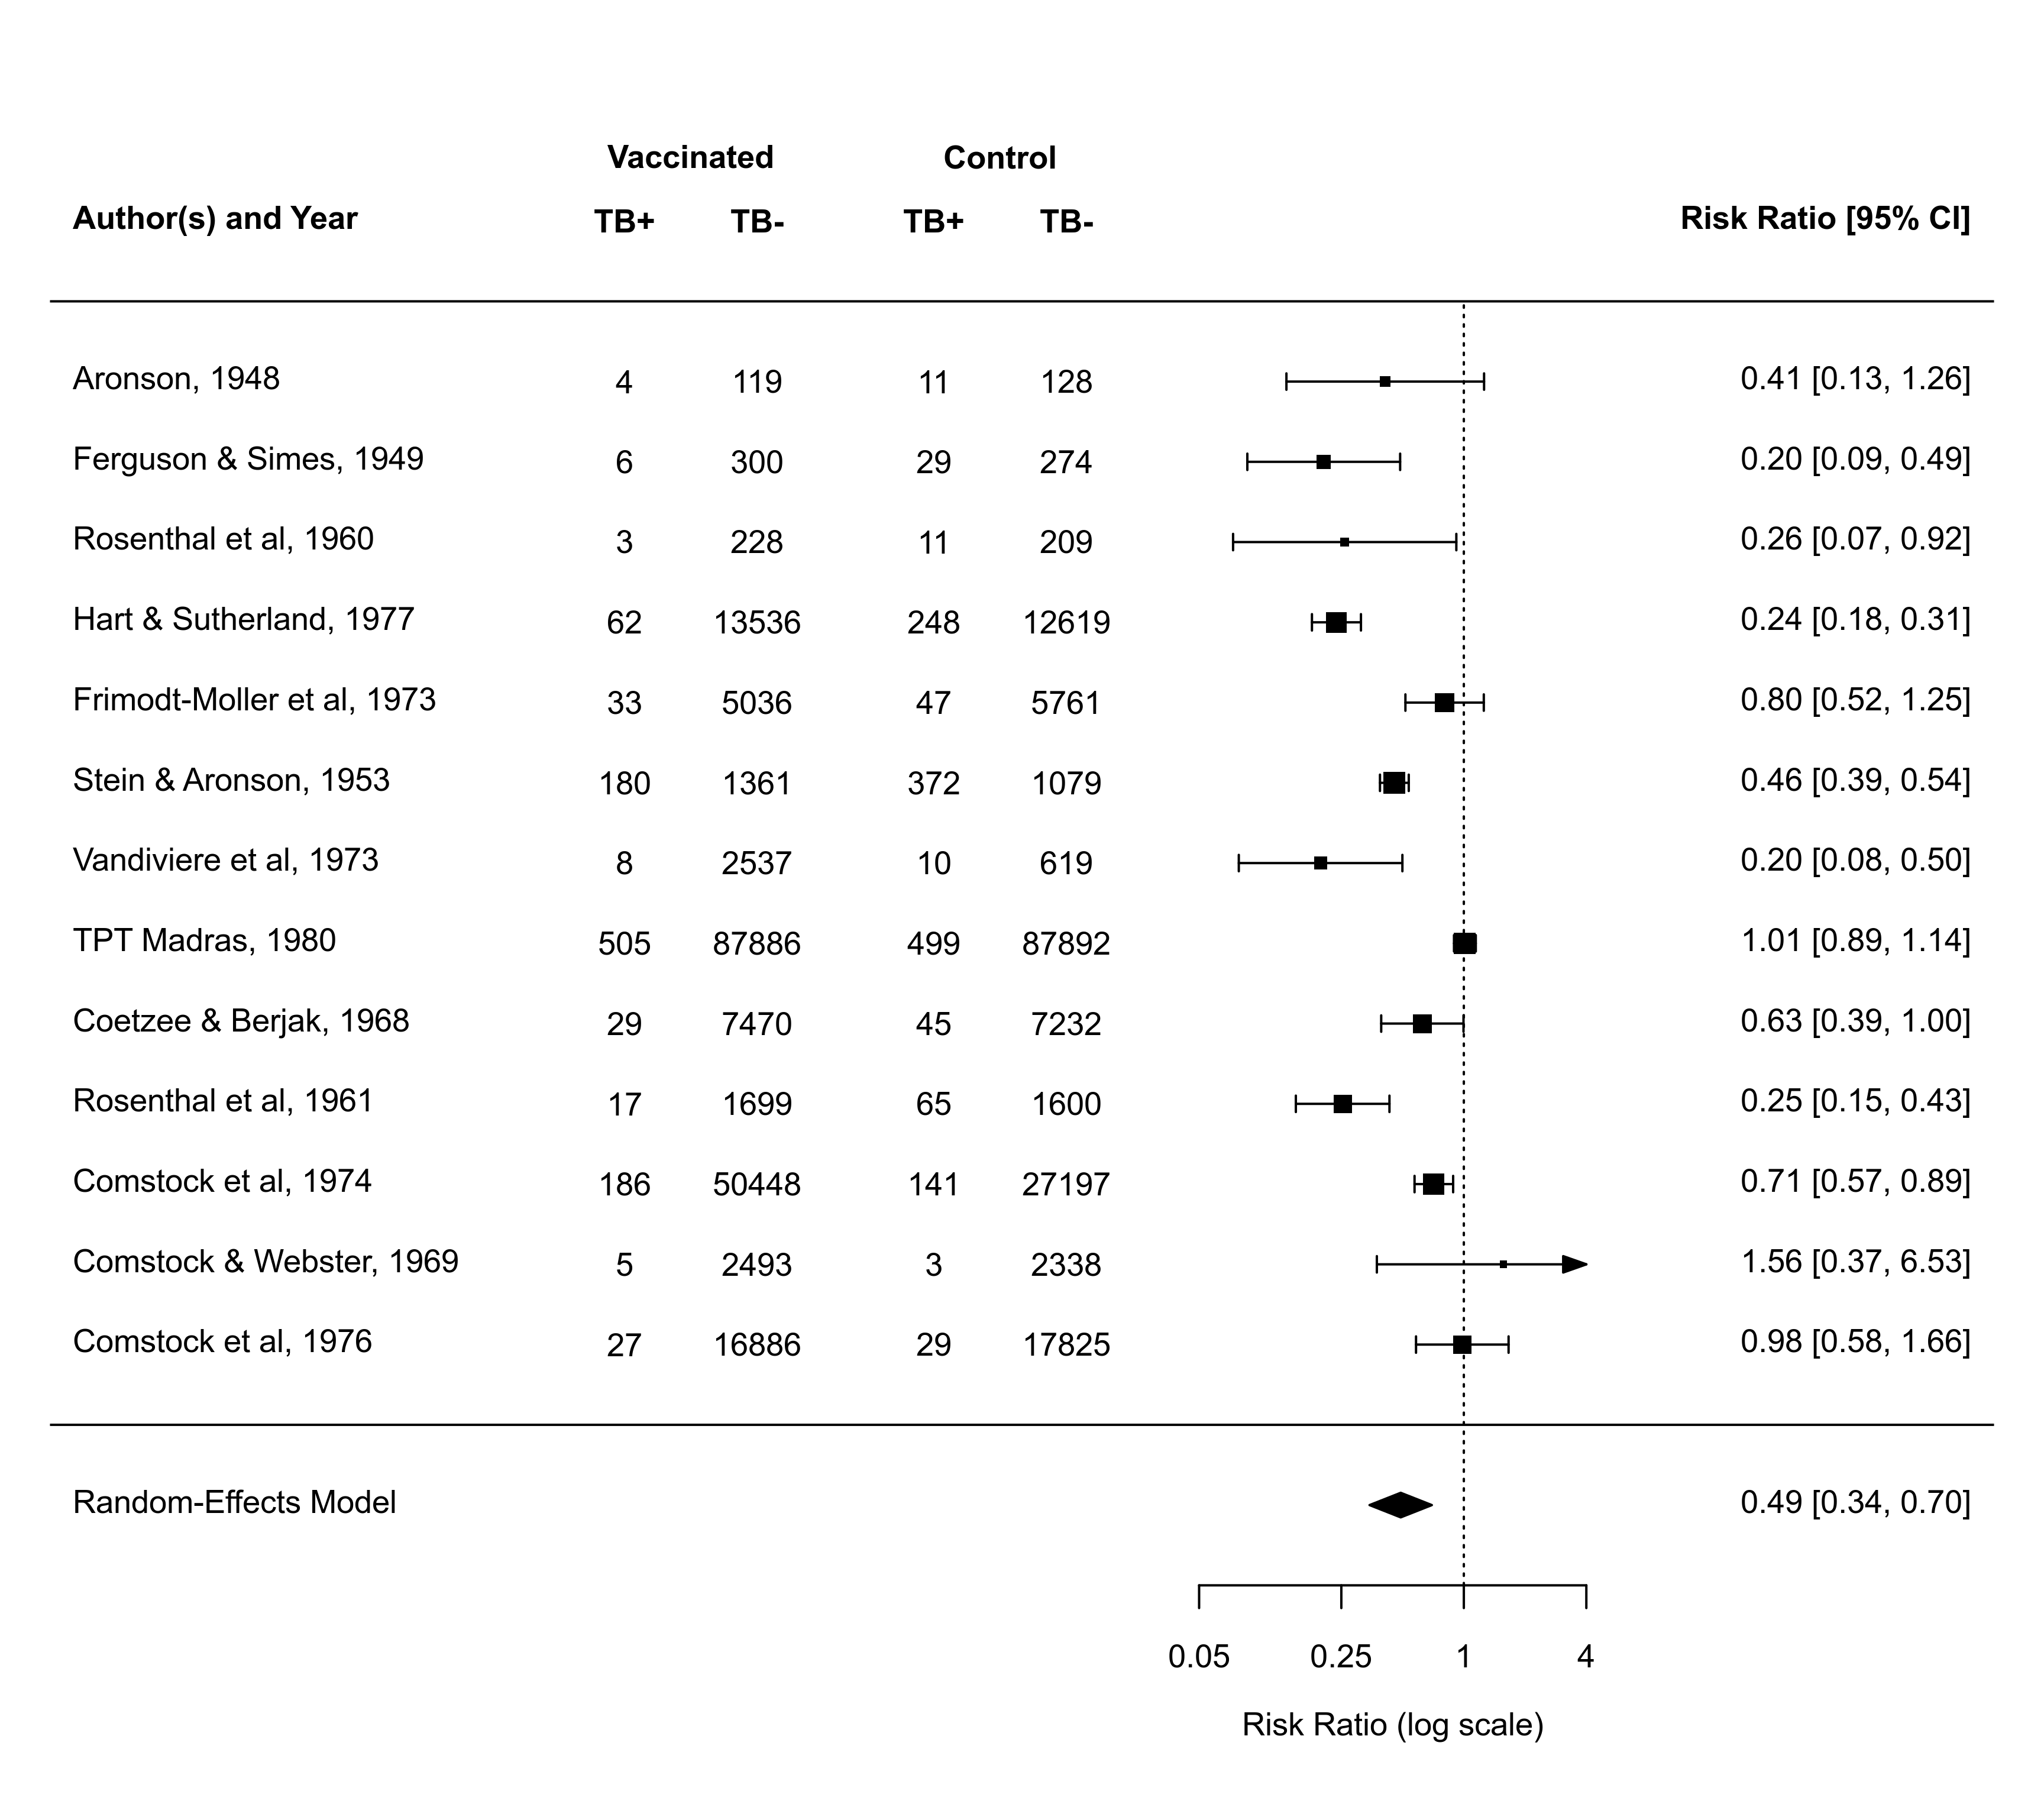 Vaccinated Control
Author(s) and Year TB+ TB- TB+ TB- Risk Ratio [95% CI]
Aronson, 1948 4 119 11 128 0.41 [0.13, 1.26]
Ferguson & Simes, 1949 6 300 29 274 0.20 [0.09, 0.49]
Rosenthal et al, 1960 3 228 11 209 0.26 [0.07, 0.92]
Hart & Sutherland, 1977 62 13536 248 12619 0.24 [0.18, 0.31]
Frimodt-Moller et al, 1973 33 5036 47 5761 0.80 [0.52, 1.25]
Stein & Aronson, 1953 180 1361 372 1079 0.46 [0.39, 0.54]
Vandiviere et al, 1973 8 2537 10 619 0.20 [0.08, 0.50]
TPT Madras, 1980 505 87886 499 87892 1.01 [0.89, 1.14]
Coetzee & Berjak, 1968 29 7470 45 7232 0.63 [0.39, 1.00]
Rosenthal et al, 1961 17 1699 65 1600 0.25 [0.15, 0.43]
Comstock et al, 1974 186 50448 141 27197 0.71 [0.57, 0.89]
Comstock & Webster, 1969 5 2493 3 2338 1.56 [0.37, 6.53]
Comstock et al, 1976 27 16886 29 17825 0.98 [0.58, 1.66]
Random-Effects Model 0.49 [0.34, 0.70]
0.05 0.25 1 4
Risk Ratio (log scale)